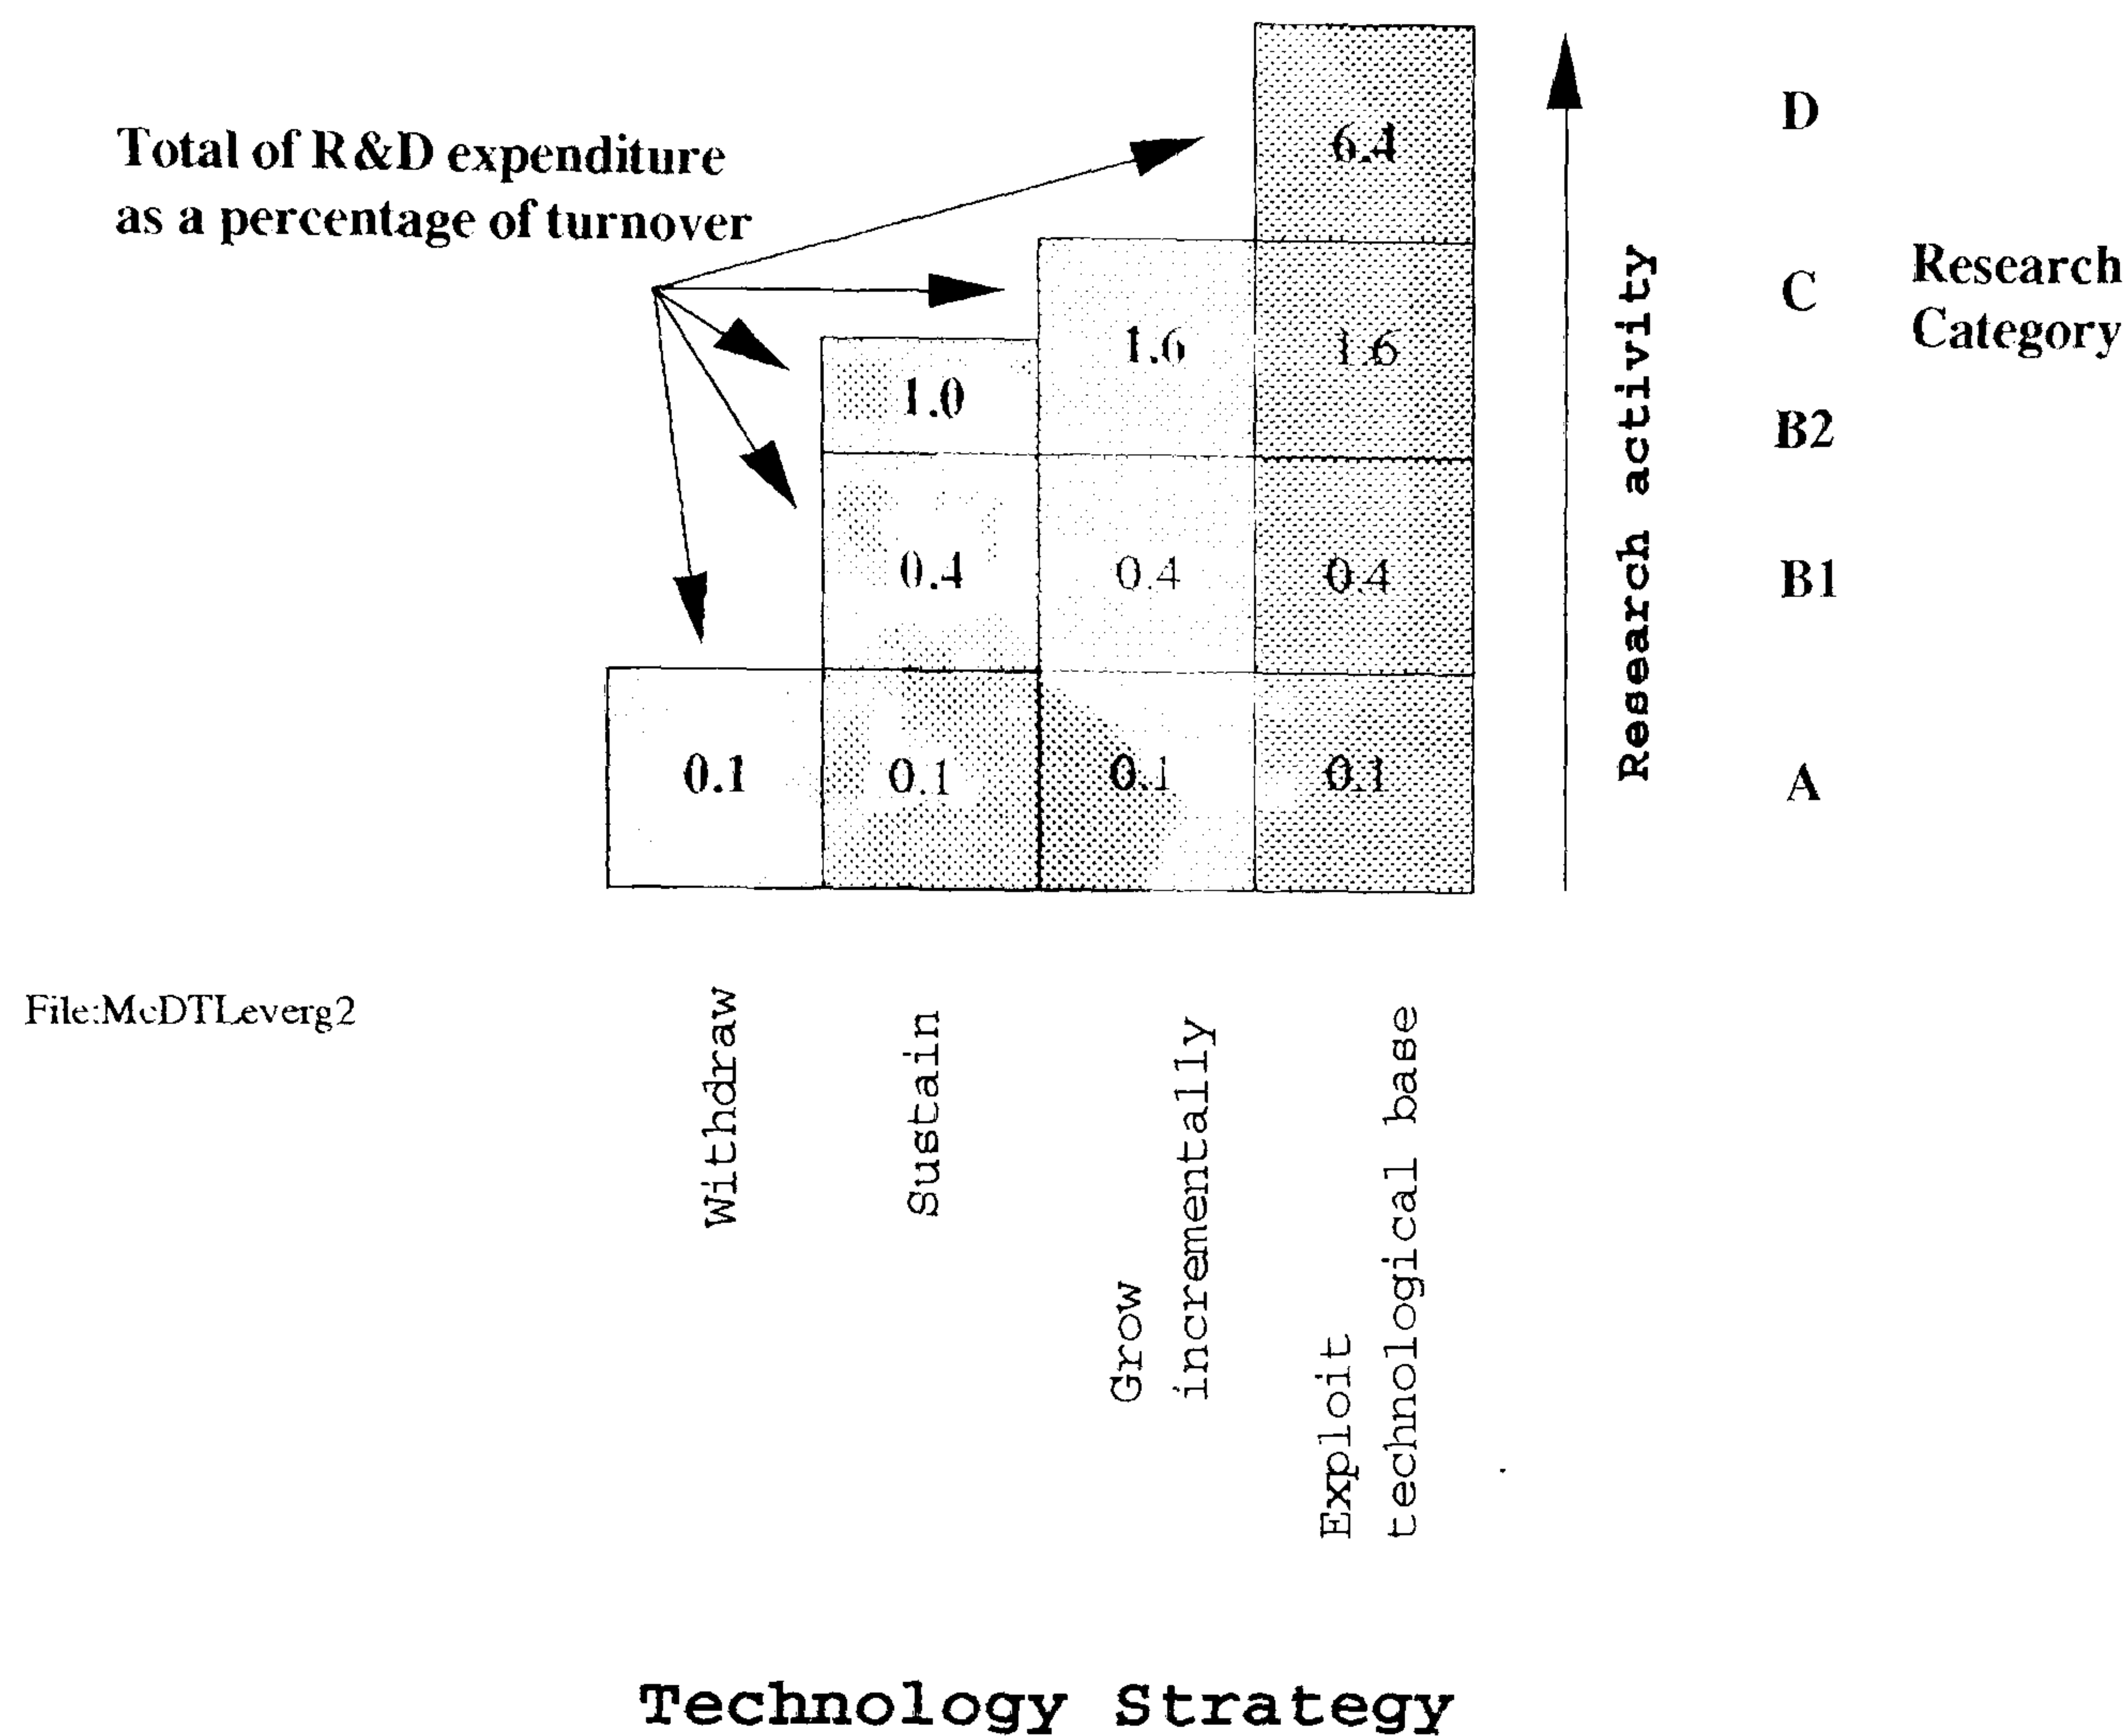 Total of R&D expenditure
as a percentage of turnover
6.4
1.6
1.6
1.0
0.4
0.4
0.4
0.1
0.1
0.1
0.1
Research activity
D
C
B2
B1
A
Research
Category
File:McDTLeverg2
Withdraw
Sustain
Grow
incrementally
Exploit
technological base
Technology Strategy